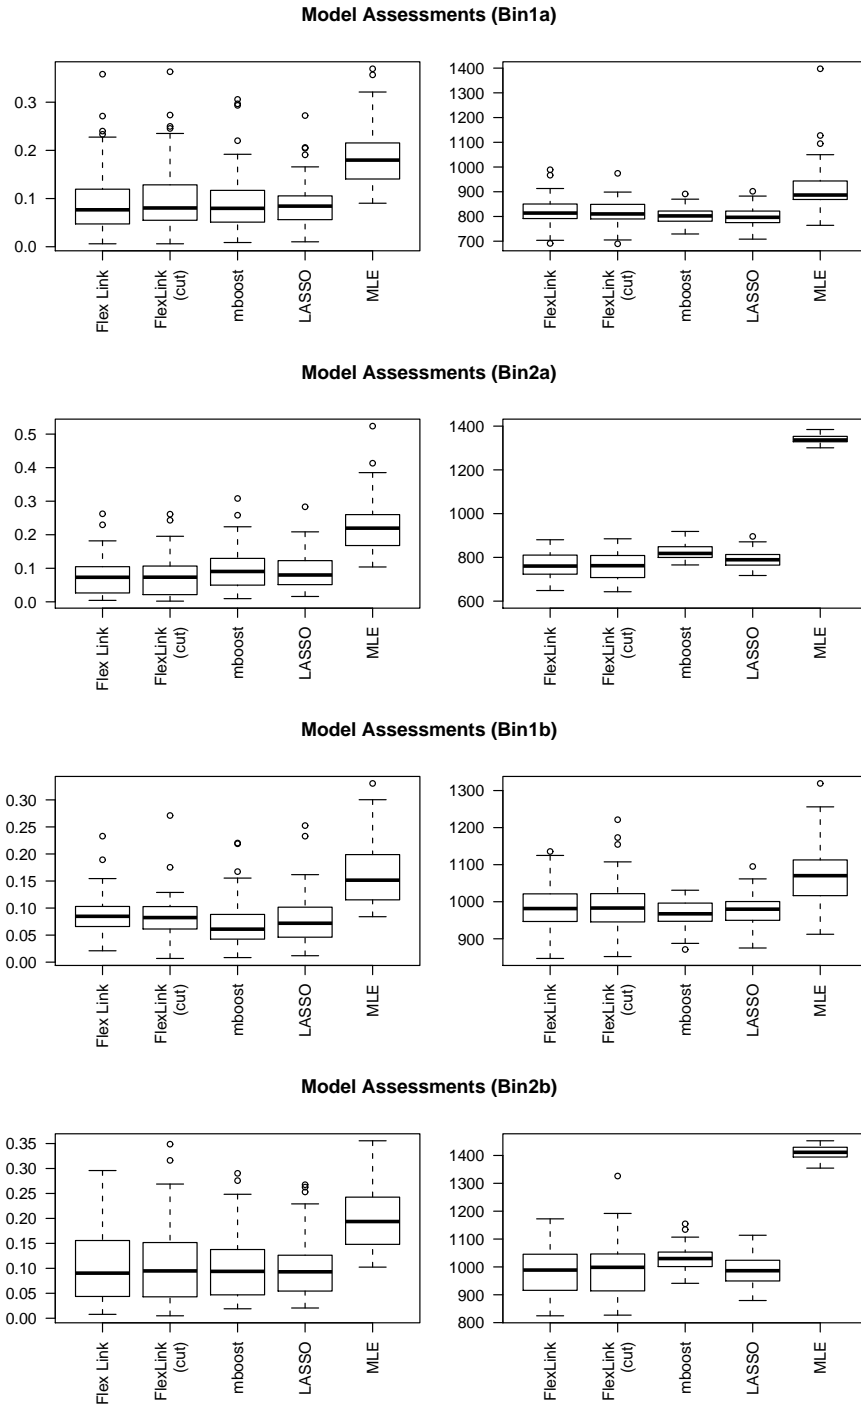 Model Assessments (Bin1a)
0.3
0.2
0.1
0.0
Flex Link
FlexLink
(cut)
mboost
LASSO
MLE
1400
1300
1200
1100
1000
900
800
700
FlexLink
FlexLink
(cut)
mboost
LASSO
MLE
Model Assessments (Bin2a)
0.5
0.4
0.3
0.2
0.1
0.0
Flex Link
FlexLink
(cut)
mboost
LASSO
MLE
1400
1200
1000
800
600
FlexLink
FlexLink
(cut)
mboost
LASSO
MLE
Model Assessments (Bin1b)
0.30
0.25
0.20
0.15
0.10
0.05
0.00
Flex Link
FlexLink
(cut)
mboost
LASSO
MLE
1300
1200
1100
1000
900
FlexLink
FlexLink
(cut)
mboost
LASSO
MLE
Model Assessments (Bin2b)
0.35
0.30
0.25
0.20
0.15
0.10
0.05
0.00
Flex Link
FlexLink
(cut)
mboost
LASSO
MLE
1400
1300
1200
1100
1000
900
800
FlexLink
FlexLink
(cut)
mboost
LASSO
MLE